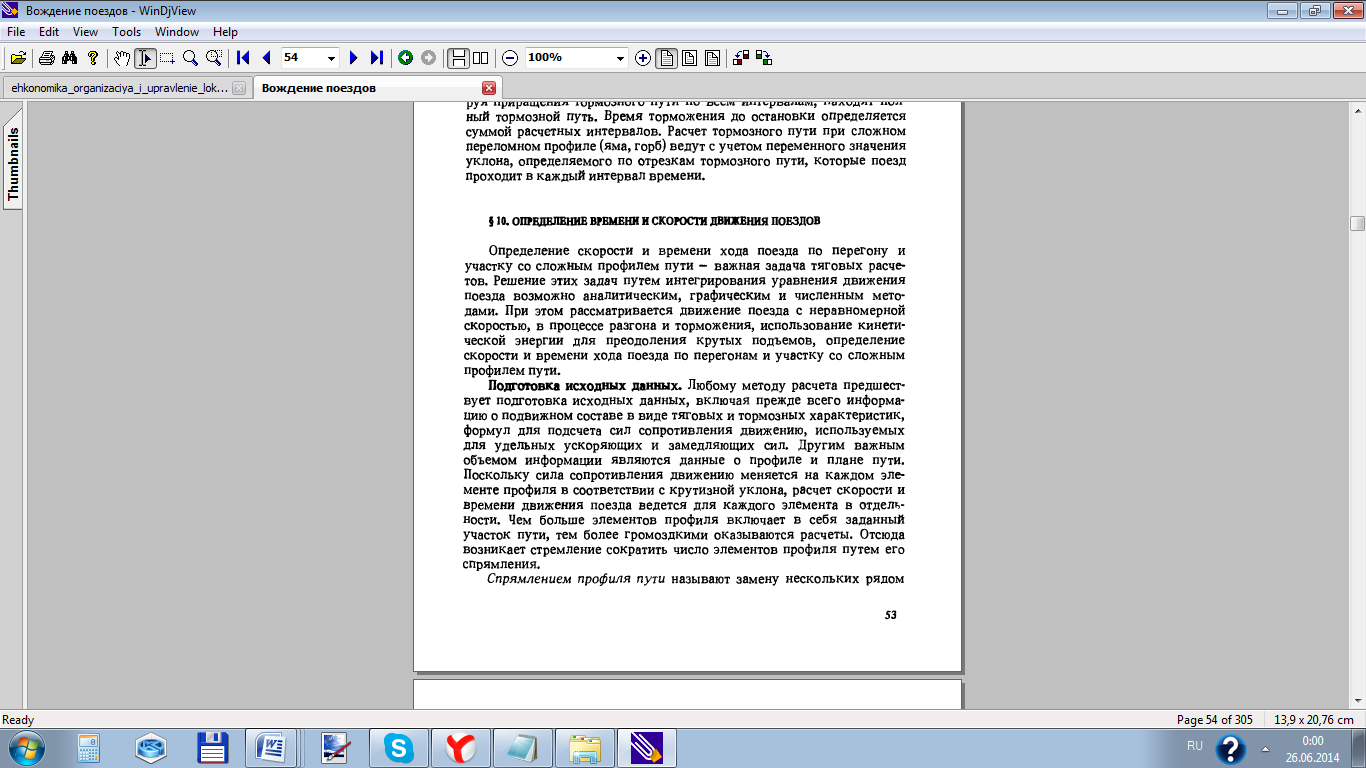 Вождение поездов - WinDjView
File Edit View Tools Window Help
54 100%
ehkonomika_organizaciya_i_upravlenie_lok... Вождение поездов
Thumbnails
руя приращения тормозного пути по всем интервалам, находят пол-
ный тормозной путь. Время торможения до остановки определяется
суммой расчетных интервалов. Расчет тормозного пути при сложном
переломном профиле (яма, горб) ведут с учетом переменного значения
уклона, определяемого по отрезкам тормозного пути, которые поезд
проходит в каждый интервал времени.
§ 10. ОПРЕДЕЛЕНИЕ ВРЕМЕНИ И СКОРОСТИ ДВИЖЕНИЯ ПОЕЗДОВ
Определение скорости и времени хода поезда по перегону и
участку со сложным профилем пути – важная задача тяговых расче-
тов. Решение этих задач путем интегрирования уравнения движения
поезда возможно аналитическим, графическим и численным мето-
дами. При этом рассматривается движение поезда с неравномерной
скоростью, в процессе разгона и торможения, использование кинети-
ческой энергии для преодоления крутых подъемов, определение
скорости и времени хода поезда по перегонам и участку со сложным
профилем пути.
Подготовка исходных данных. Любому методу расчета предшест-
вует подготовка исходных данных, включая прежде всего информа-
цию о подвижном составе в виде тяговых и тормозных характеристик,
формул для подсчета сил сопротивления движению, используемых
для удельных ускоряющих и замедляющих сил. Другим важным
объемом информации являются данные о профиле и плане пути.
Поскольку сила сопротивления движению меняется на каждом эле-
менте профиля в соответствии с крутизной уклона, расчет скорости и
времени движения поезда ведется для каждого элемента в отдель-
ности. Чем больше элементов профиля включает в себя заданный
участок пути, тем более громоздкими оказываются расчеты. Отсюда
возникает стремление сократить число элементов профиля путем его
спрямления.
Спрямлением профиля пути называют замену нескольких рядом
53
Ready Page 54 of 305 13,9 x 20,76 cm
RU 0:00
26.06.2014